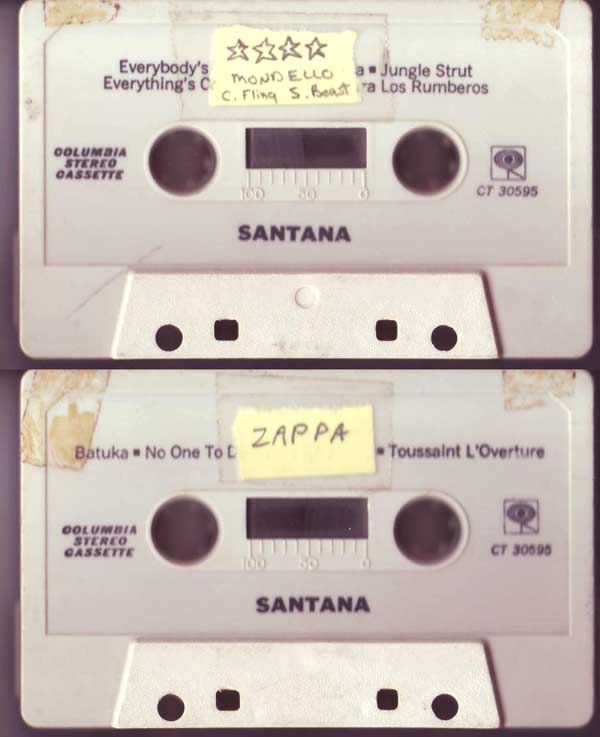 Everybody's
a ▪ Jungle Strut
Everything's C
ra Los Rumberos
MONDELLO
C. Fling S. Beast
COLUMBIA
STEREO
CASSETTE
100 50 0
CT 30595
SANTANA
Batuka ▪ No One To D
▪ Toussaint L'Overture
ZAPPA
COLUMBIA
STEREO
CASSETTE
100 50 0
CT 30595
SANTANA